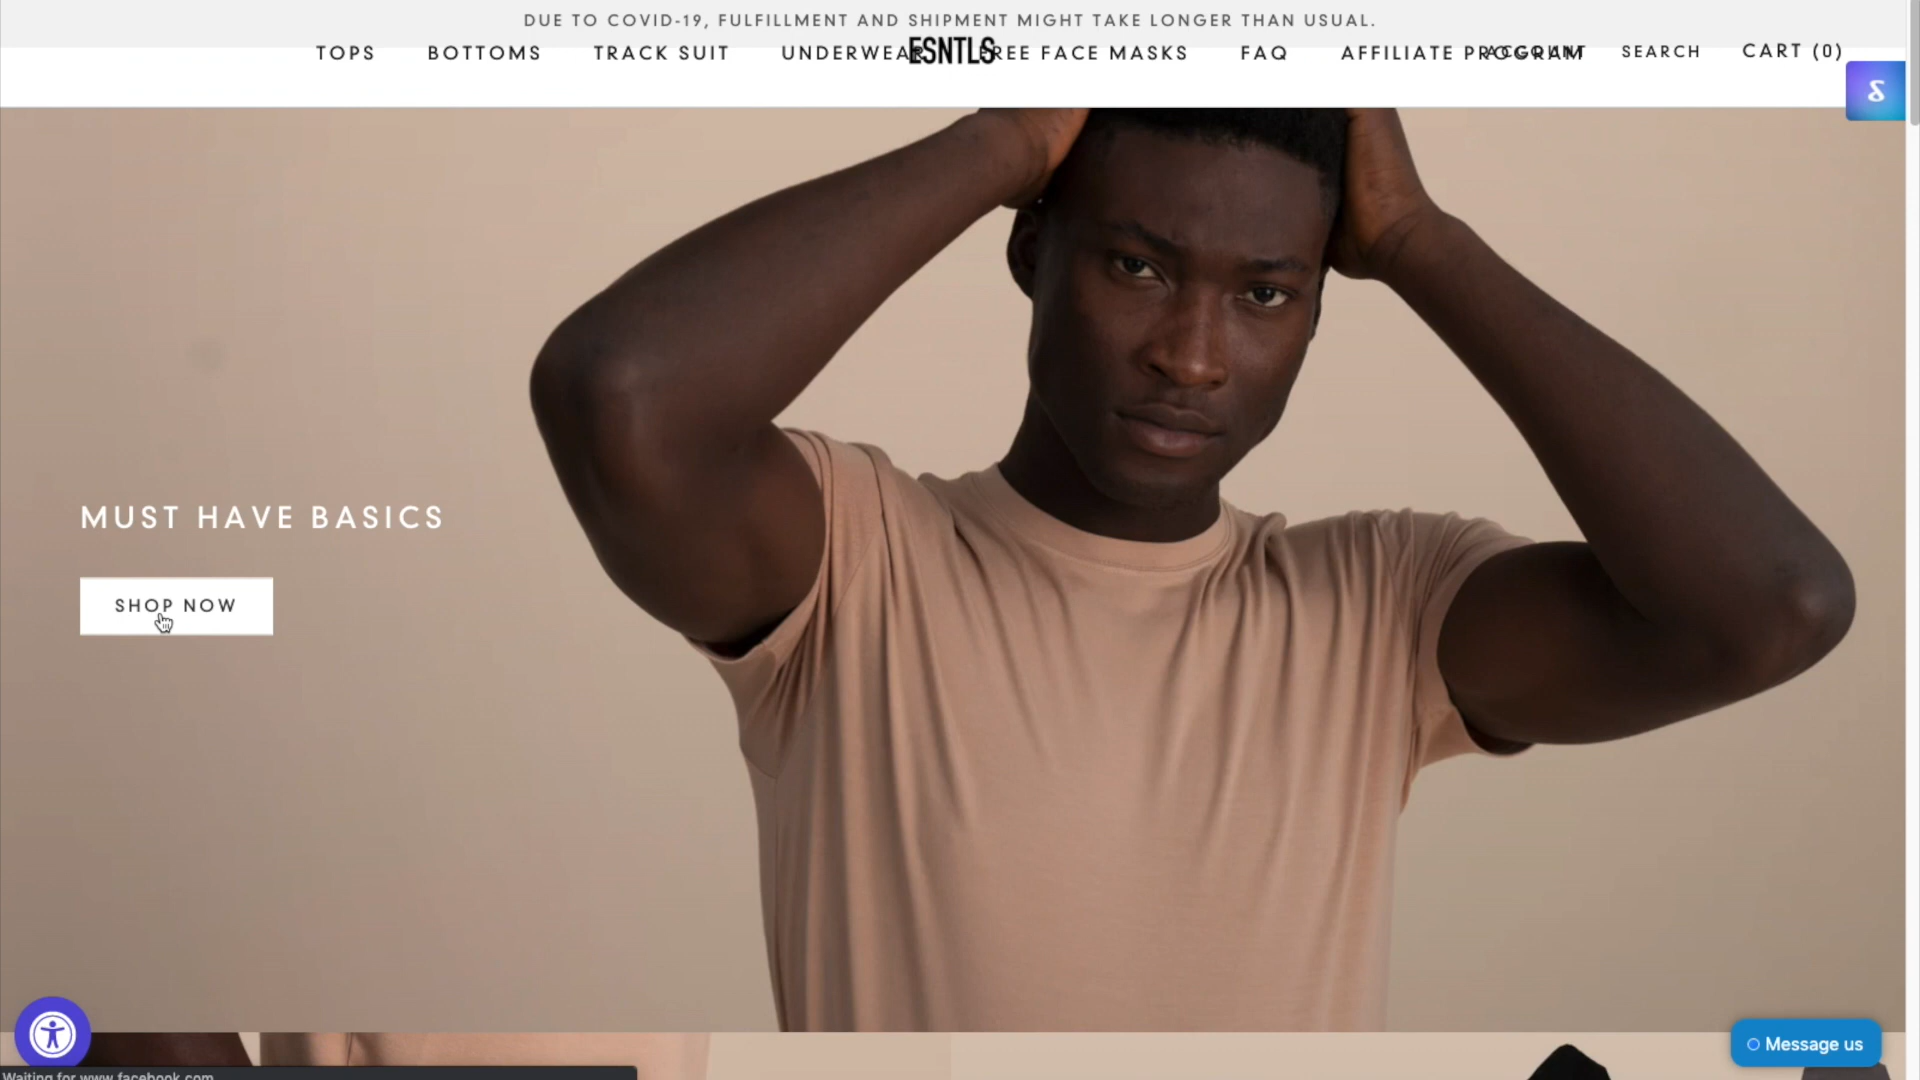 DUE TO COVID-19, FULFILLMENT AND SHIPMENT MIGHT TAKE LONGER THAN USUAL.
TOPS BOTTOMS TRACK SUIT UNDERWEAR ESNTLS FREE FACE MASKS FAQ AFFILIATE PROGRAM ACCOUNT SEARCH CART (0)
MUST HAVE BASICS
SHOP NOW
Message us
Waiting for www.facebook.com